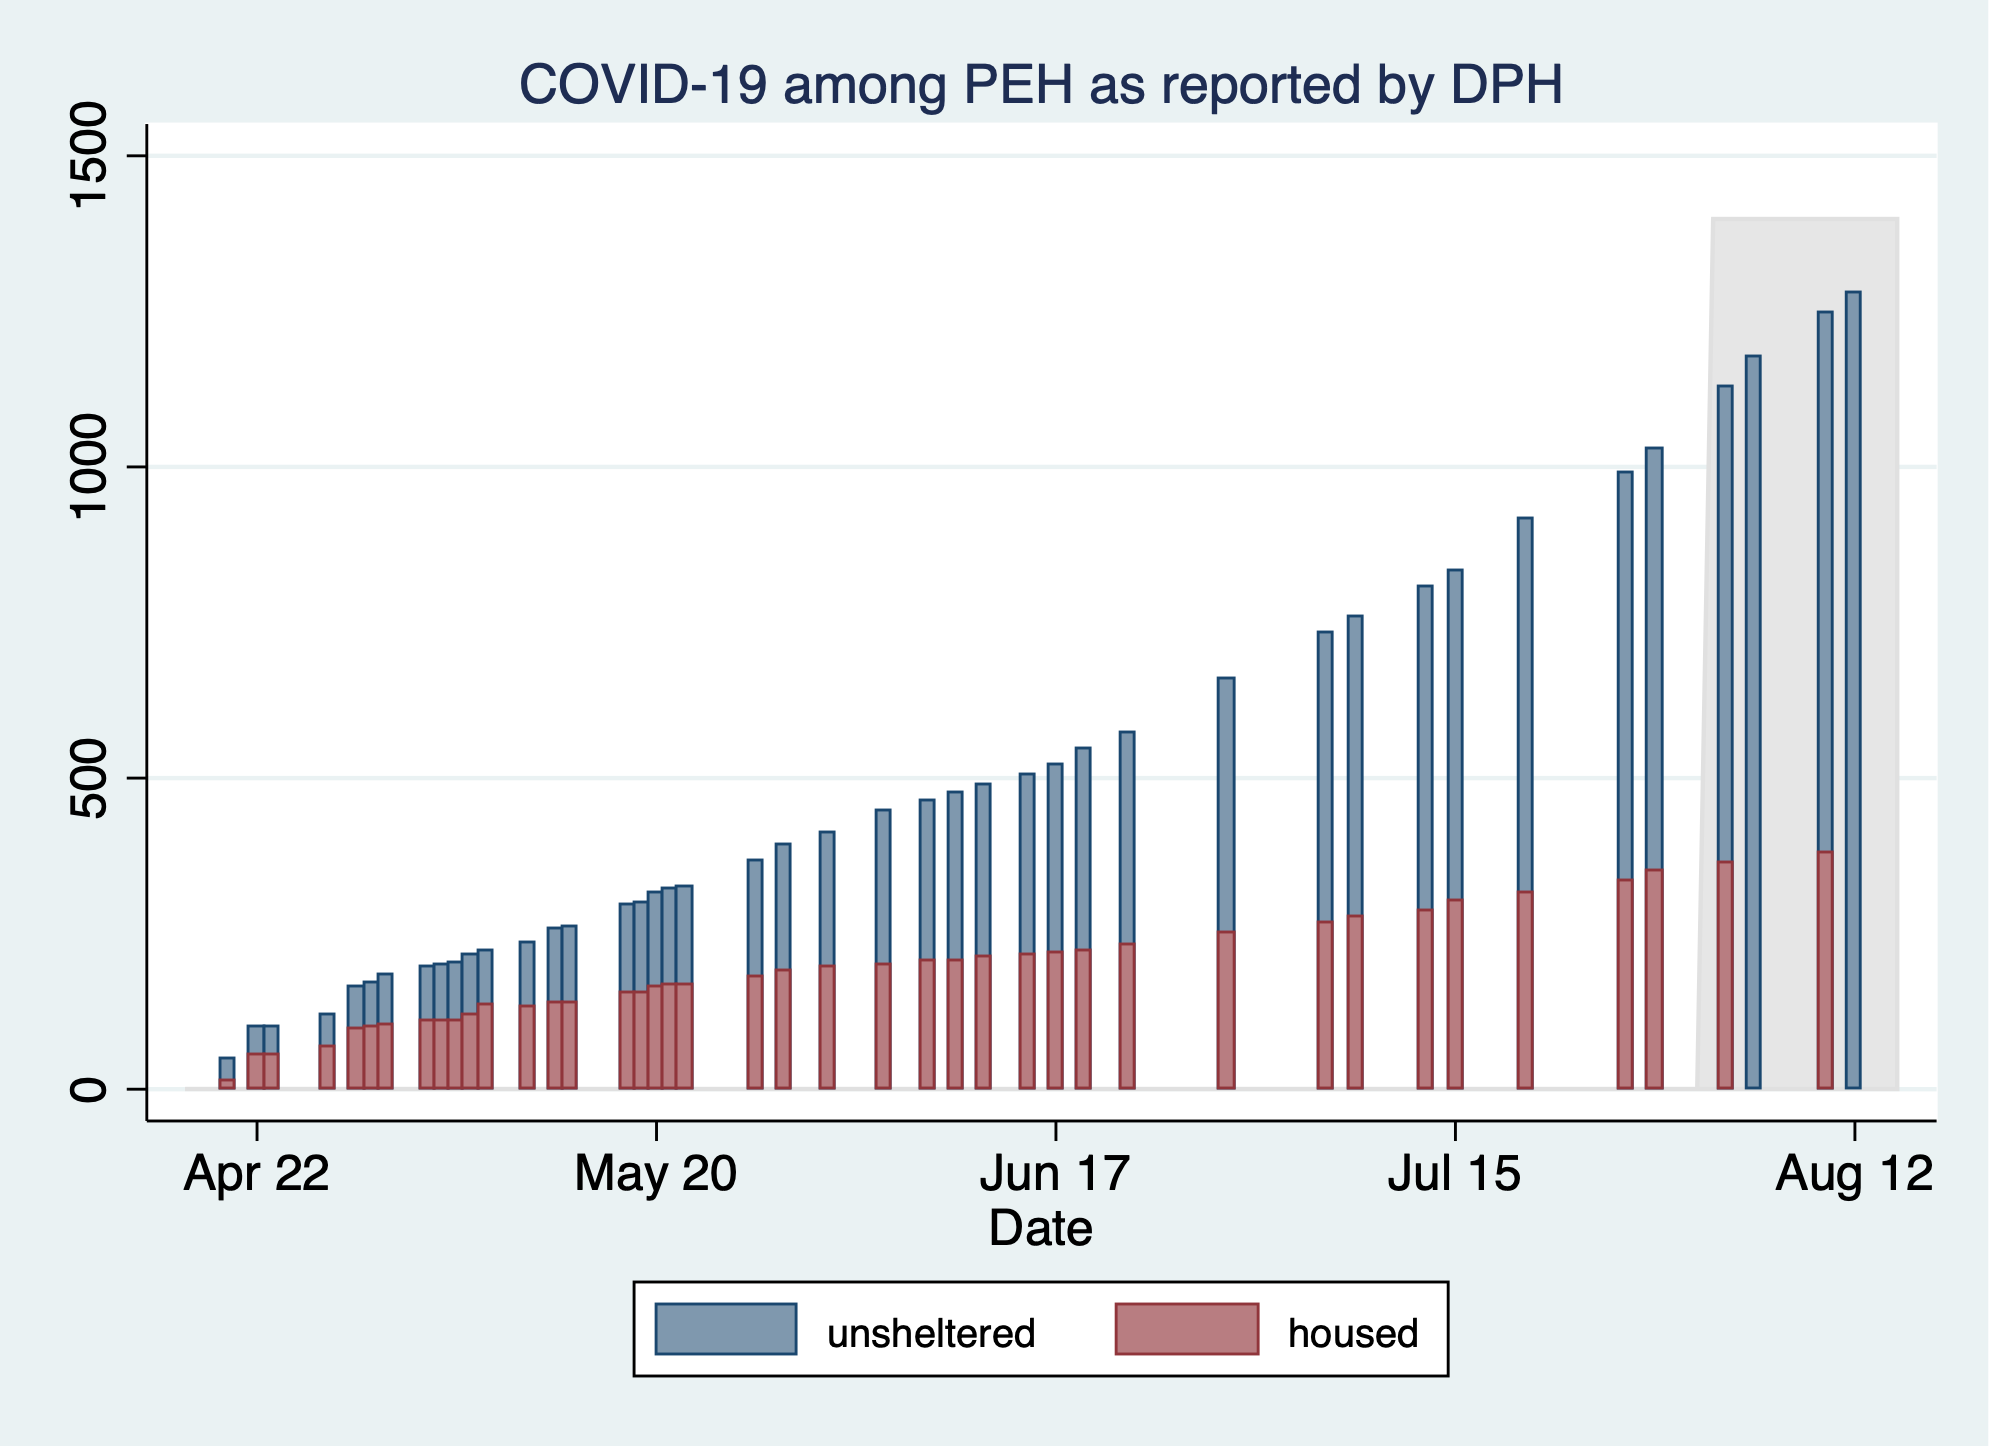 COVID-19 among PEH as reported by DPH
1500
1000
500
0
Apr 22 May 20 Jun 17 Jul 15 Aug 12
Date
unsheltered housed